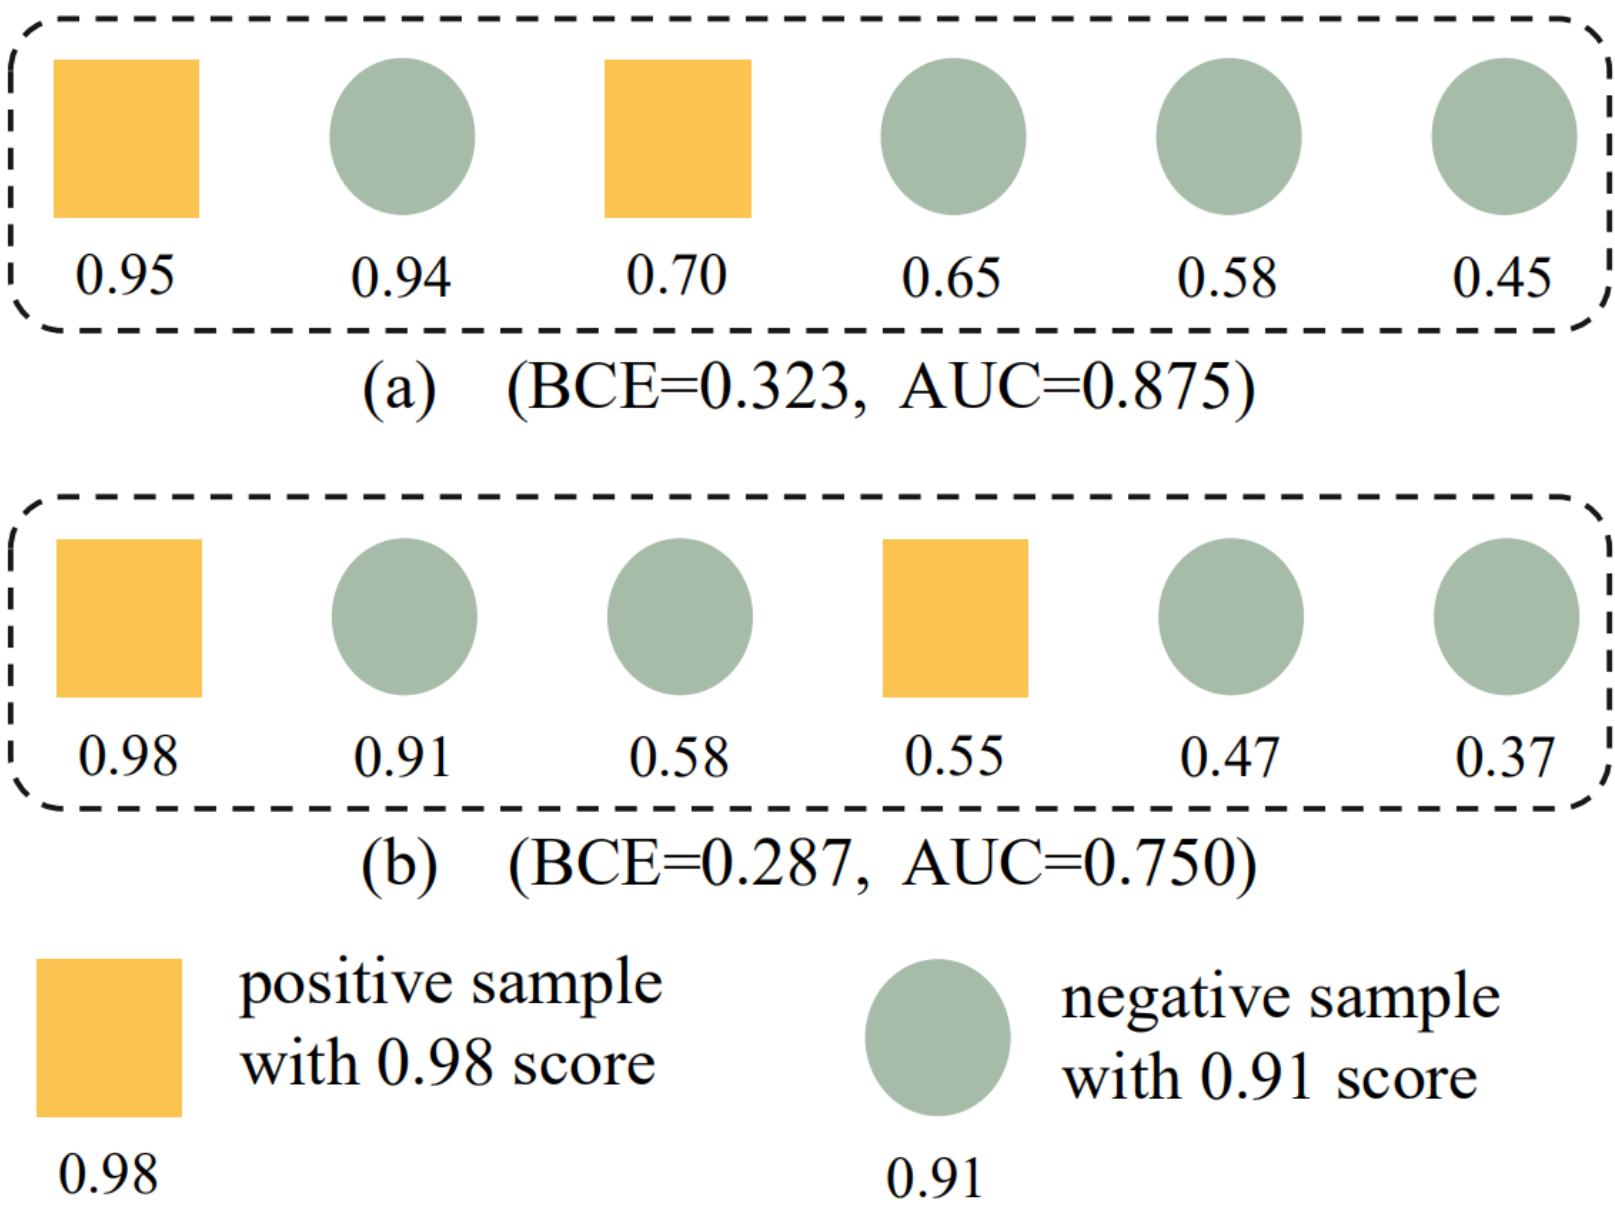 0.95 0.94 0.70 0.65 0.58 0.45
(a) (BCE=0.323, AUC=0.875)
0.98 0.91 0.58 0.55 0.47 0.37
(b) (BCE=0.287, AUC=0.750)
positive sample
with 0.98 score
0.98
negative sample
with 0.91 score
0.91